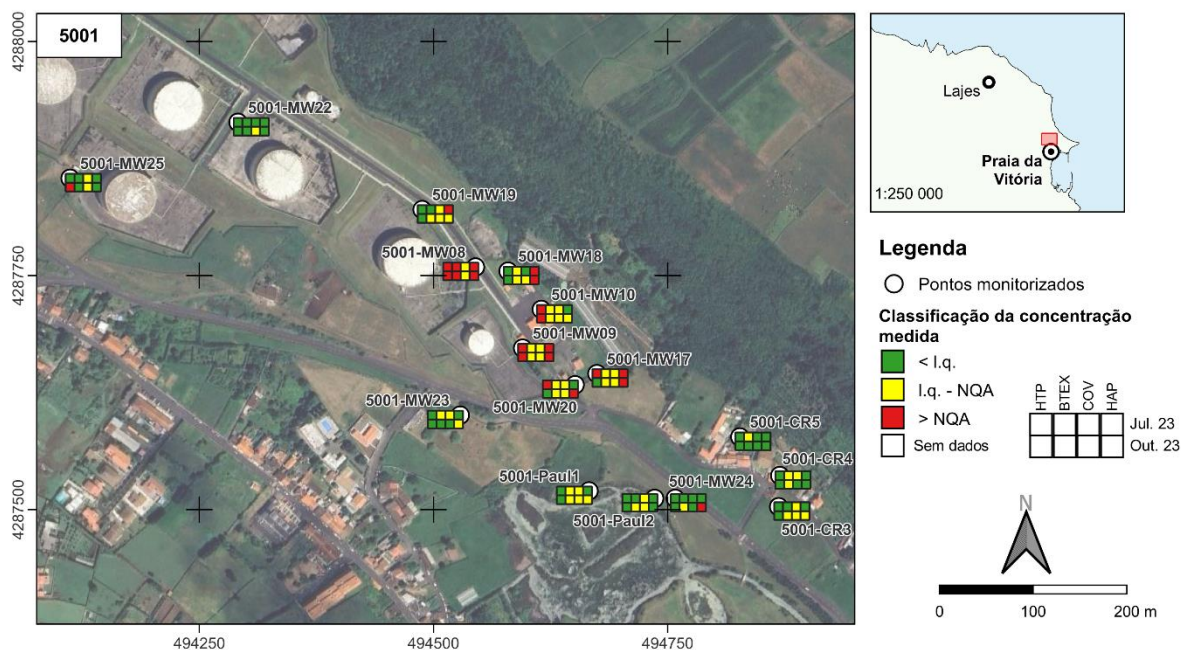 5001
4288000
4287750
4287500
494250
494500
494750
5001-MW22
5001-MW25
5001-MW19
5001-MW08
5001-MW18
5001-MW10
5001-MW09
5001-MW17
5001-MW20
5001-MW23
5001-CR5
5001-CR4
5001-Paul1
5001-MW24
5001-Paul2
5001-CR3
Lajes
Praia da
Vitória
1:250 000
Legenda
Pontos monitorizados
Classificação da concentração
medida
< l.q.
l.q. - NQA
> NQA
Sem dados
HTP
BTEX
COV
HAP
Jul. 23
Out. 23
N
0 100 200 m